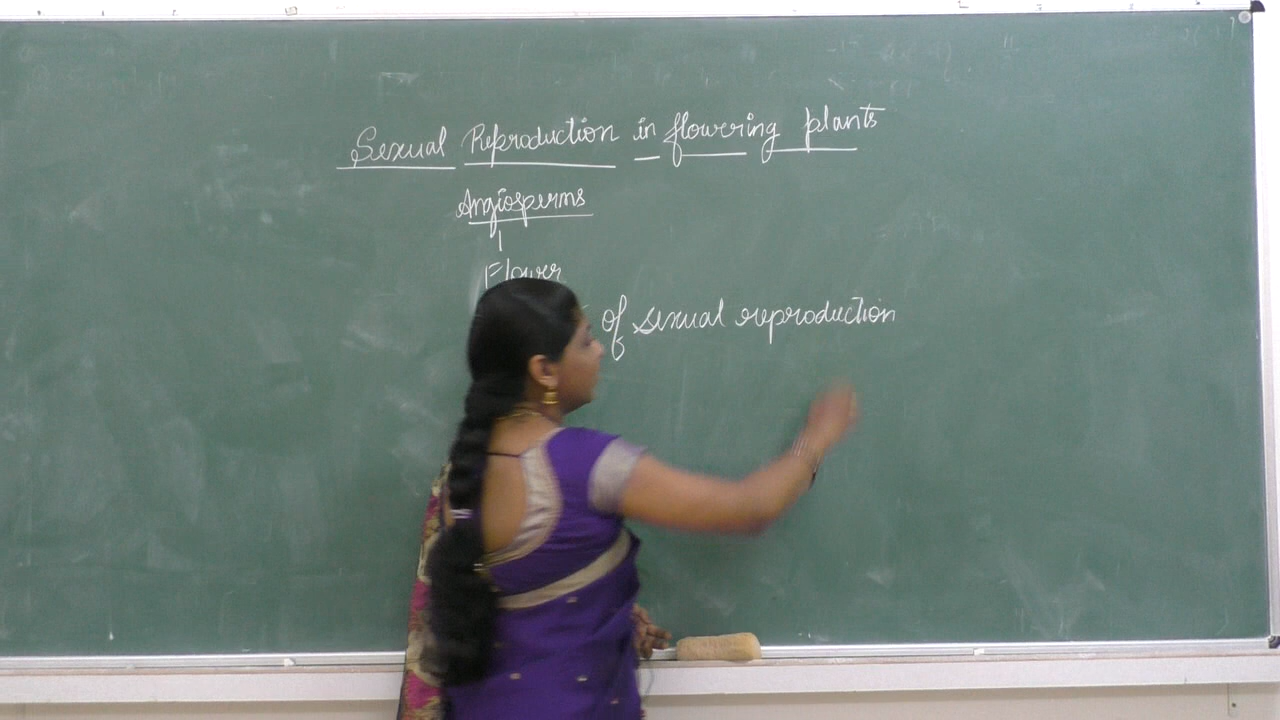 Sexual Reproduction in flowering plants
Angiosperms
Flower
of sexual reproduction